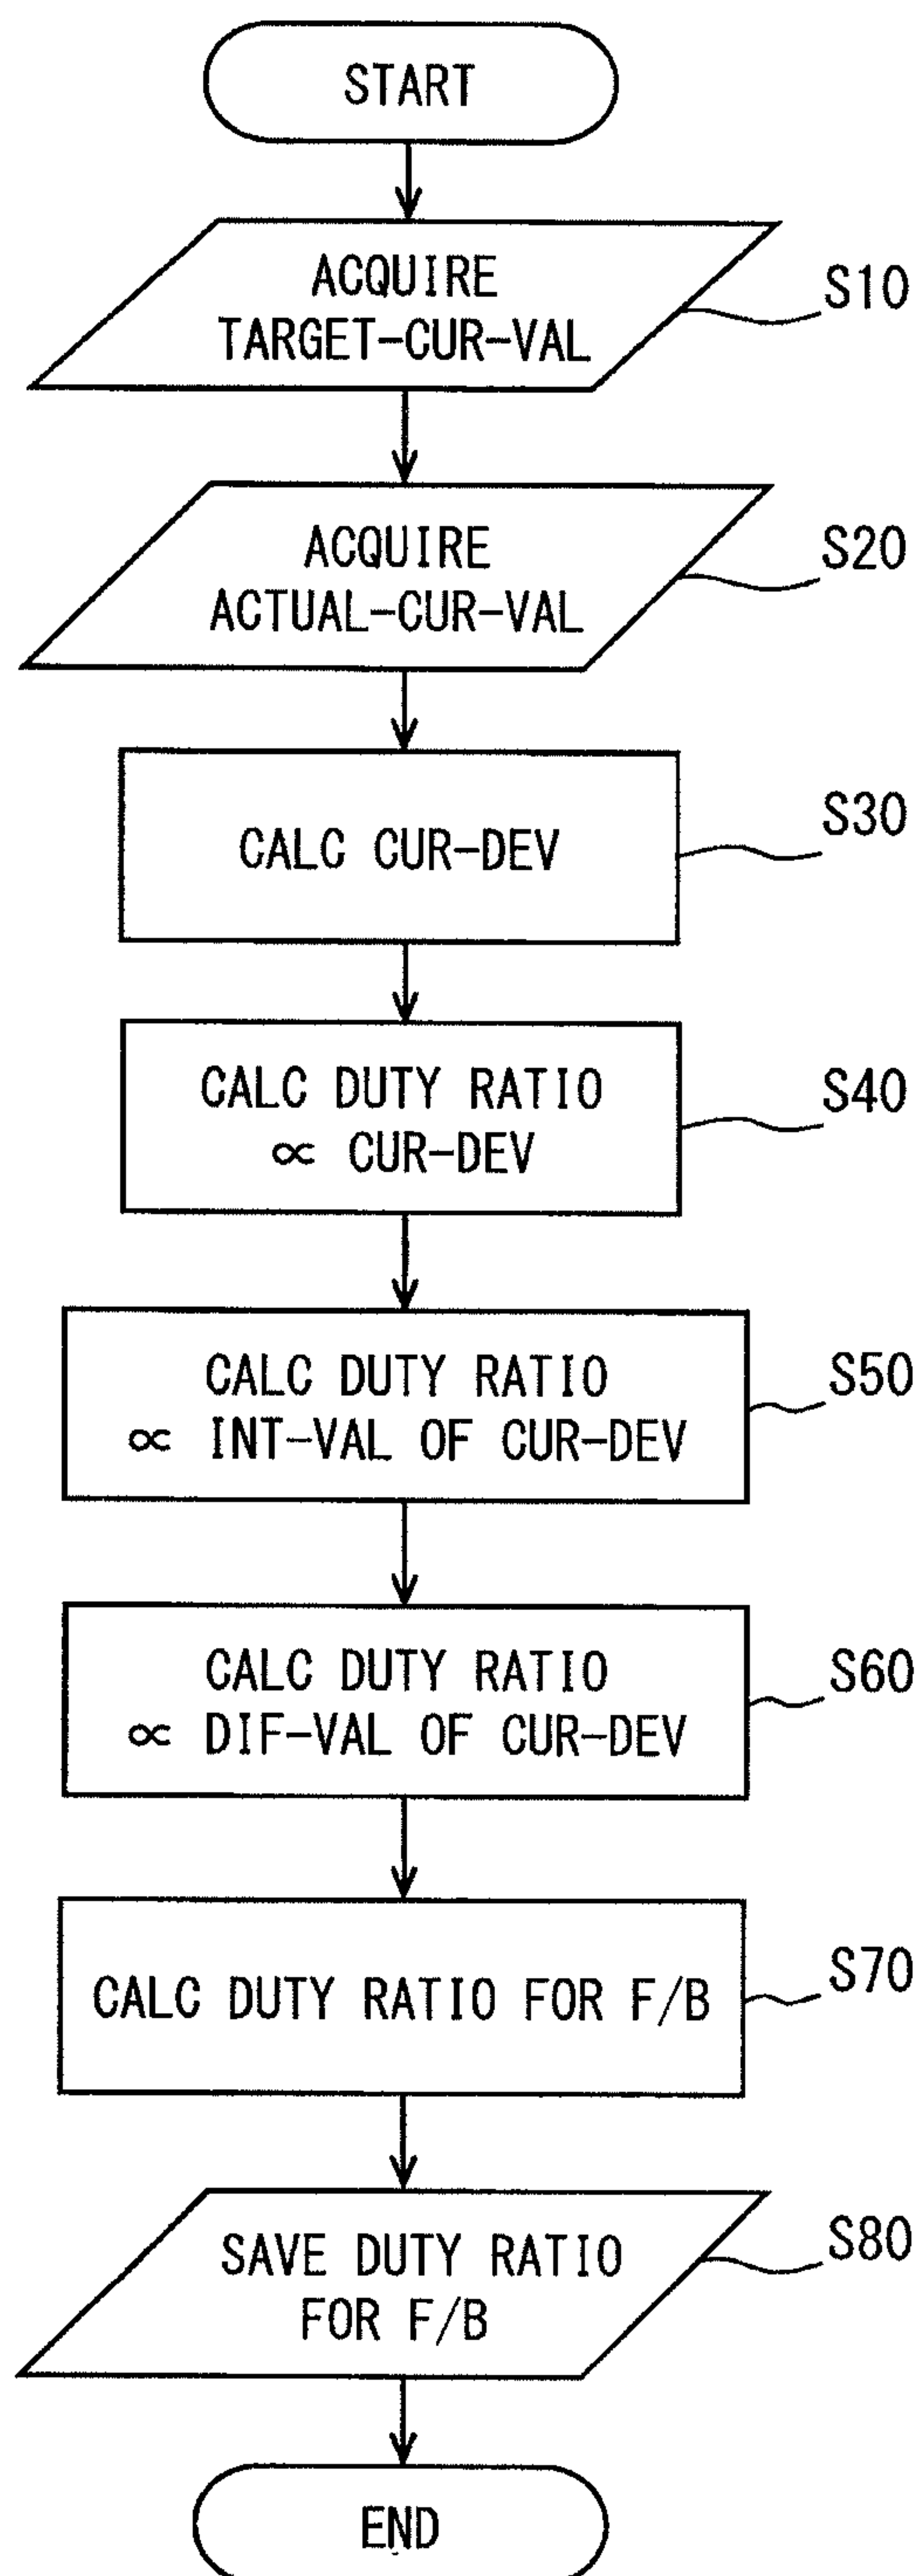 START
ACQUIRE
TARGET-CUR-VAL
S10
ACQUIRE
ACTUAL-CUR-VAL
S20
CALC CUR-DEV
S30
CALC DUTY RATIO
∝ CUR-DEV
S40
CALC DUTY RATIO
∝ INT-VAL OF CUR-DEV
S50
CALC DUTY RATIO
∝ DIF-VAL OF CUR-DEV
S60
CALC DUTY RATIO FOR F/B
S70
SAVE DUTY RATIO
FOR F/B
S80
END